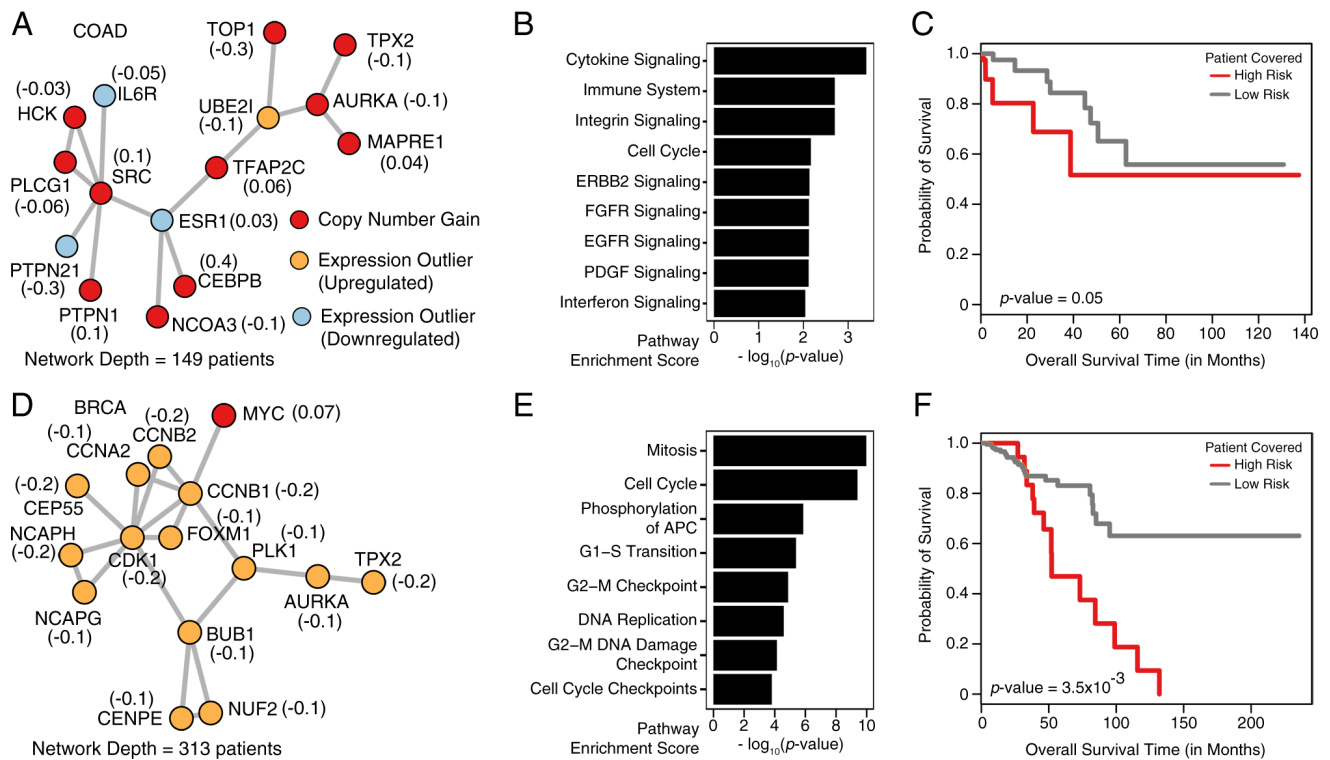 A
COAD
TOP1
(-0.3)
TPX2
(-0.1)
(-0.05)
IL6R
(-0.03)
HCK
UBE2I
(-0.1)
AURKA (-0.1)
MAPRE1
(0.04)
(0.1)
SRC
TFAP2C
(0.06)
PLCG1
(-0.06)
ESR1 (0.03)
PTPN21
(-0.3)
(0.4)
CEBPB
PTPN1
(0.1)
NCOA3 (-0.1)
Copy Number Gain
Expression Outlier
(Upregulated)
Expression Outlier
(Downregulated)
Network Depth = 149 patients
B
Cytokine Signaling
Immune System
Integrin Signaling
Cell Cycle
ERBB2 Signaling
FGFR Signaling
EGFR Signaling
PDGF Signaling
Interferon Signaling
0 1 2 3
Pathway
Enrichment Score
- log10(p-value)
C
Patient Covered
High Risk
Low Risk
Probability of Survival
1.0
0.8
0.6
0.4
0.2
0
p-value = 0.05
0 20 40 60 80 100 120 140
Overall Survival Time (in Months)
D
BRCA
(-0.2)
CCNB2
MYC (0.07)
(-0.1)
CCNA2
(-0.2)
CEP55
CCNB1 (-0.2)
(-0.1)
FOXM1
NCAPH
(-0.2)
CDK1
(-0.2)
(-0.1)
PLK1
TPX2
(-0.2)
AURKA
(-0.1)
NCAPG
(-0.1)
BUB1
(-0.1)
(-0.1)
CENPE
NUF2 (-0.1)
Network Depth = 313 patients
E
Mitosis
Cell Cycle
Phosphorylation
of APC
G1−S Transition
G2−M Checkpoint
DNA Replication
G2−M DNA Damage
Checkpoint
Cell Cycle Checkpoints
0 2 4 6 8 10
Pathway
Enrichment Score
- log10(p-value)
F
Patient Covered
High Risk
Low Risk
Probability of Survival
1.0
0.8
0.6
0.4
0.2
0
p-value = 3.5x10-3
0 50 100 150 200
Overall Survival Time (in Months)